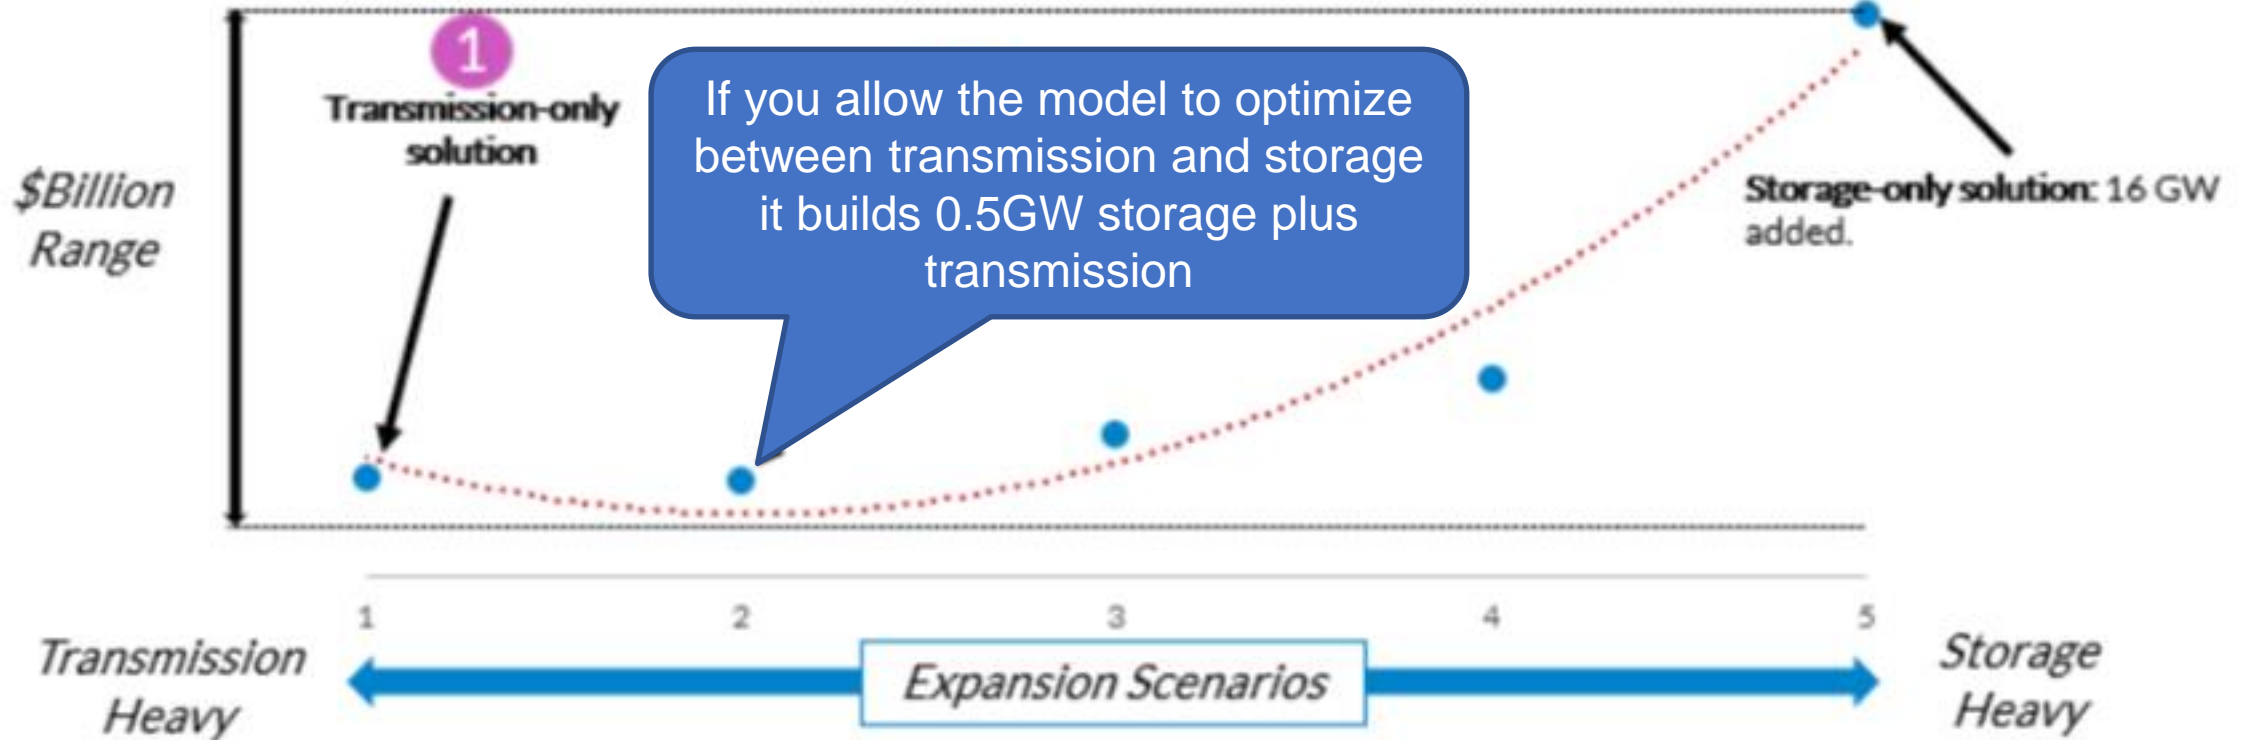 1
Transmission-only
solution
If you allow the model to optimize
between transmission and storage
it builds 0.5GW storage plus
transmission
$Billion
Range
Storage-only solution: 16 GW
added.
1 2 3 4 5
Transmission
Heavy
Expansion Scenarios
Storage
Heavy